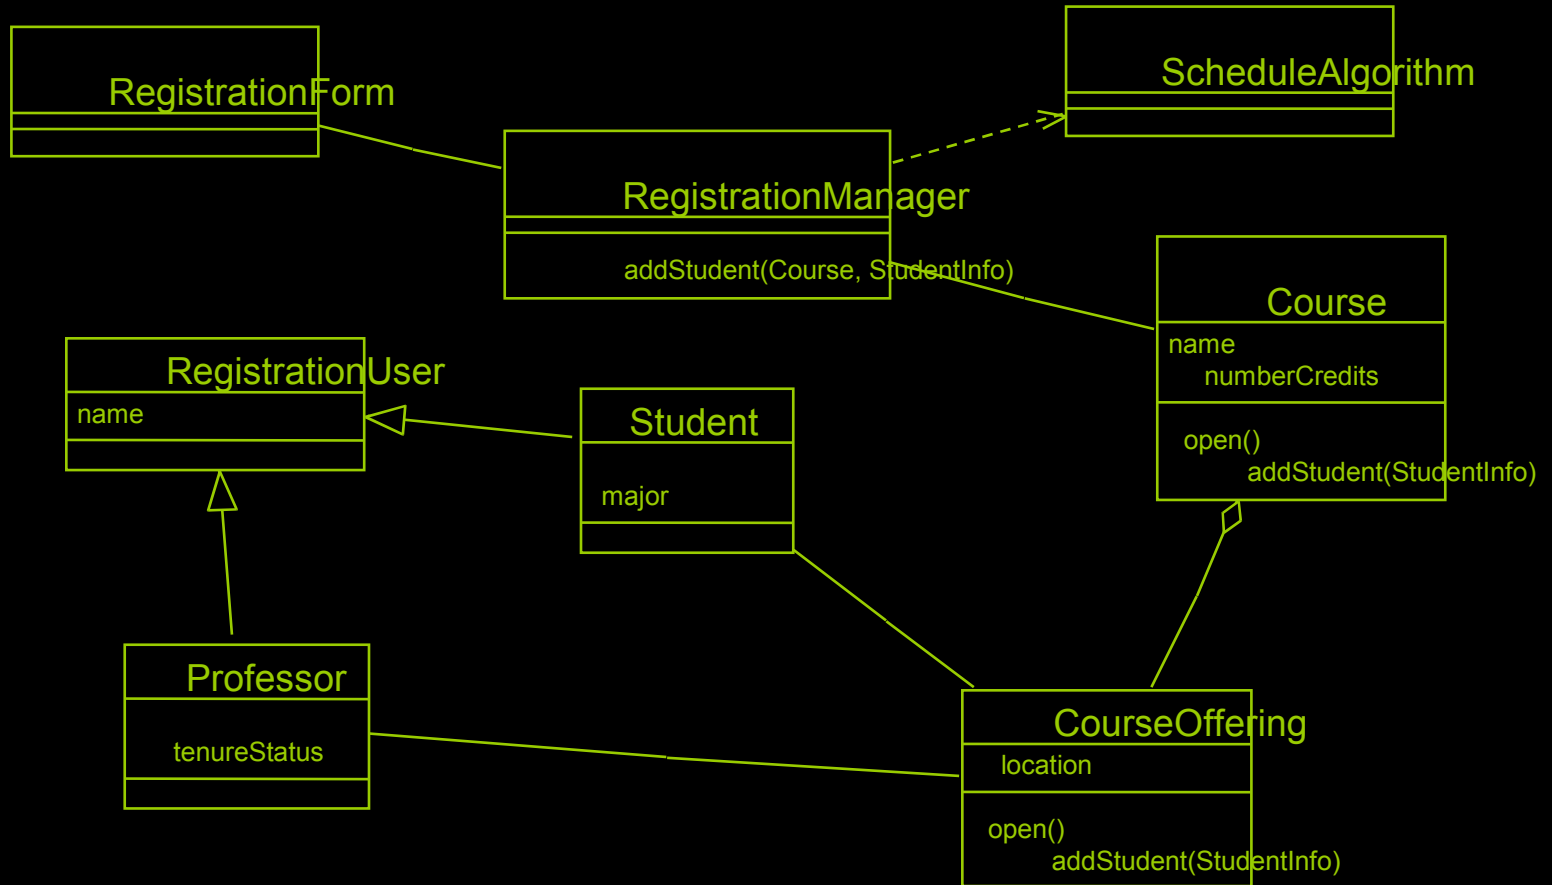 RegistrationForm
ScheduleAlgorithm
RegistrationManager
addStudent(Course, StudentInfo)
Course
name
numberCredits
open()
addStudent(StudentInfo)
RegistrationUser
name
Student
major
Professor
tenureStatus
CourseOffering
location
open()
addStudent(StudentInfo)